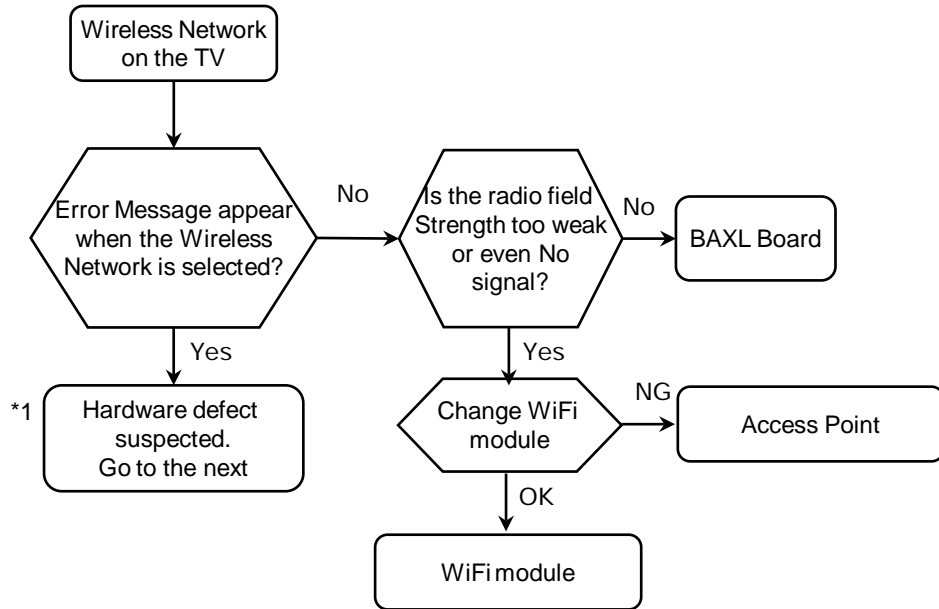 Wireless Network
on the TV
Error Message appear
when the Wireless
Network is selected?
No
Is the radio field
Strength too weak
or even No
signal?
No
BAXL Board
Yes
Yes
*1
Hardware defect
suspected.
Go to the next
Change WiFi
module
NG
Access Point
OK
WiFi module